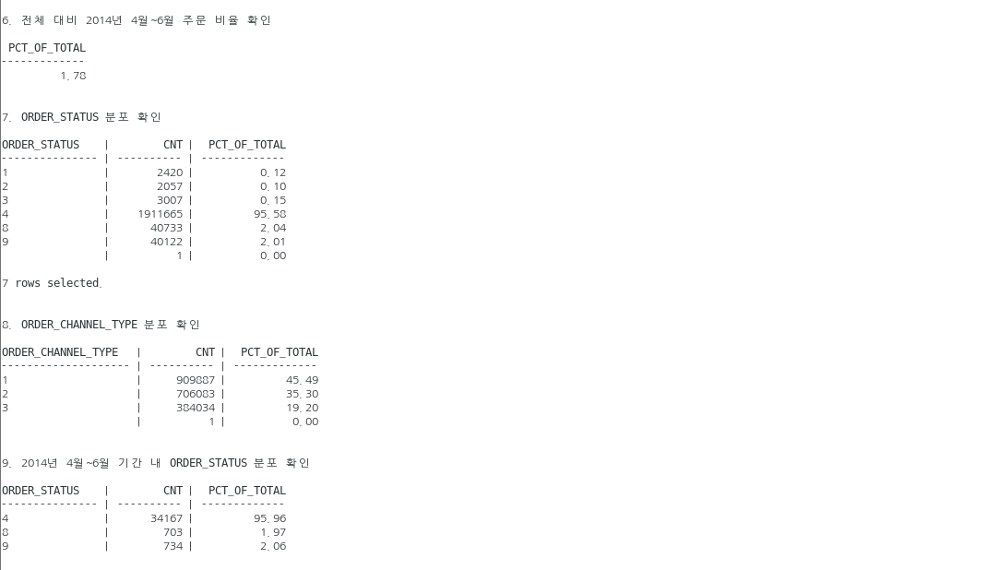 6. 전체 대비 2014년 4월~6월 주문 비율 확인
PCT_OF_TOTAL
-------------
1.78
7. ORDER_STATUS 분포 확인
ORDER_STATUS | CNT | PCT_OF_TOTAL
--------------- | ---------- | -------------
1 | 2420 | 0.12
2 | 2057 | 0.10
3 | 3007 | 0.15
4 | 1911665 | 95.58
8 | 40733 | 2.04
9 | 40122 | 2.01
| 1 | 0.00
7 rows selected.
8. ORDER_CHANNEL_TYPE 분포 확인
ORDER_CHANNEL_TYPE | CNT | PCT_OF_TOTAL
-------------------- | ---------- | -------------
1 | 909887 | 45.49
2 | 706083 | 35.30
3 | 384034 | 19.20
| 1 | 0.00
9. 2014년 4월~6월 기간 내 ORDER_STATUS 분포 확인
ORDER_STATUS | CNT | PCT_OF_TOTAL
--------------- | ---------- | -------------
4 | 34167 | 95.96
8 | 703 | 1.97
9 | 734 | 2.06